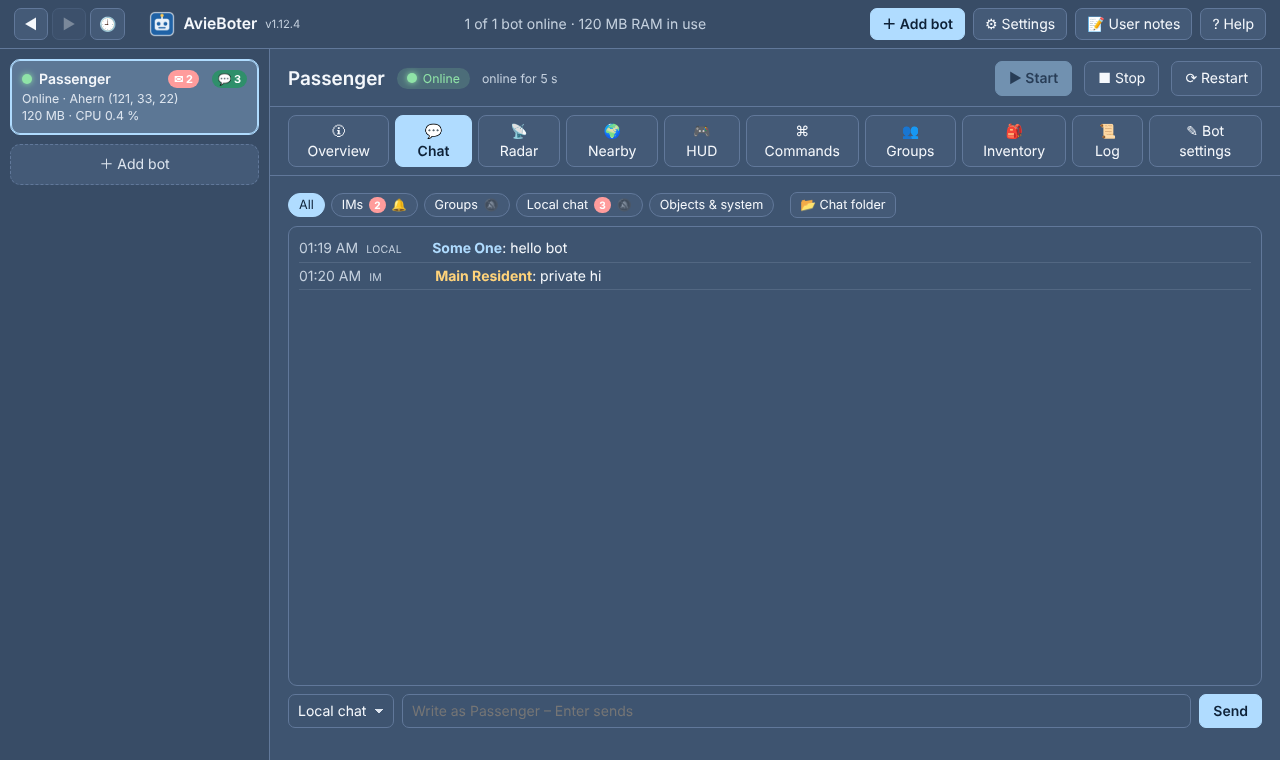 AvieBoter v1.12.4
1 of 1 bot online · 120 MB RAM in use
+ Add bot
Settings
User notes
? Help
Passenger 2 3
Online · Ahern (121, 33, 22)
120 MB · CPU 0.4 %
+ Add bot
Passenger
Online
online for 5 s
Start
Stop
Restart
Overview
Chat
Radar
Nearby
HUD
Commands
Groups
Inventory
Log
Bot
settings
All
IMs 2
Groups
Local chat 3
Objects & system
Chat folder
01:19 AM LOCAL Some One: hello bot
01:20 AM IM Main Resident: private hi
Local chat
Write as Passenger – Enter sends
Send